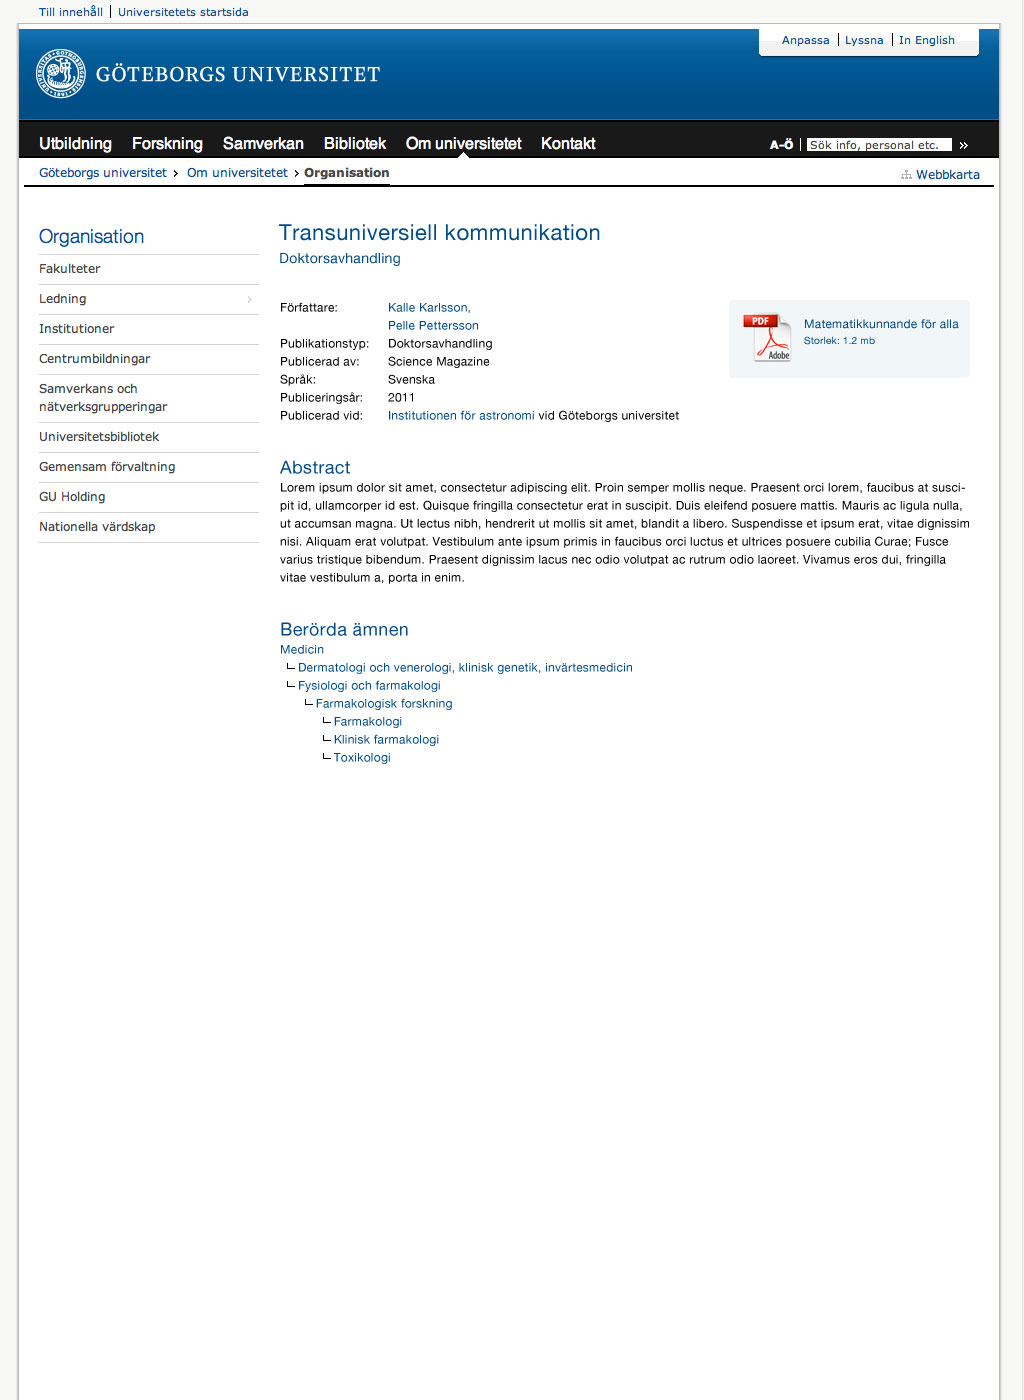 Till innehåll | Universitetets startsida
Anpassa | Lyssna | In English
GÖTEBORGS UNIVERSITET
Utbildning Forskning Samverkan Bibliotek Om universitetet Kontakt
A-Ö | Sök info, personal etc. »
Göteborgs universitet › Om universitetet › Organisation
Webbkarta
Organisation
Fakulteter
Ledning ›
Institutioner
Centrumbildningar
Samverkans och
nätverksgrupperingar
Universitetsbibliotek
Gemensam förvaltning
GU Holding
Nationella värdskap
Transuniversiell kommunikation
Doktorsavhandling
Författare: Kalle Karlsson,
Pelle Pettersson
Publikationstyp: Doktorsavhandling
Publicerad av: Science Magazine
Språk: Svenska
Publiceringsår: 2011
Publicerad vid: Institutionen för astronomi vid Göteborgs universitet
PDF
Adobe
Matematikkunnande för alla
Storlek: 1.2 mb
Abstract
Lorem ipsum dolor sit amet, consectetur adipiscing elit. Proin semper mollis neque. Praesent orci lorem, faucibus at susci-
pit id, ullamcorper id est. Quisque fringilla consectetur erat in suscipit. Duis eleifend posuere mattis. Mauris ac ligula nulla,
ut accumsan magna. Ut lectus nibh, hendrerit ut mollis sit amet, blandit a libero. Suspendisse et ipsum erat, vitae dignissim
nisi. Aliquam erat volutpat. Vestibulum ante ipsum primis in faucibus orci luctus et ultrices posuere cubilia Curae; Fusce
varius tristique bibendum. Praesent dignissim lacus nec odio volutpat ac rutrum odio laoreet. Vivamus eros dui, fringilla
vitae vestibulum a, porta in enim.
Berörda ämnen
Medicin
Dermatologi och venerologi, klinisk genetik, invärtesmedicin
Fysiologi och farmakologi
Farmakologisk forskning
Farmakologi
Klinisk farmakologi
Toxikologi